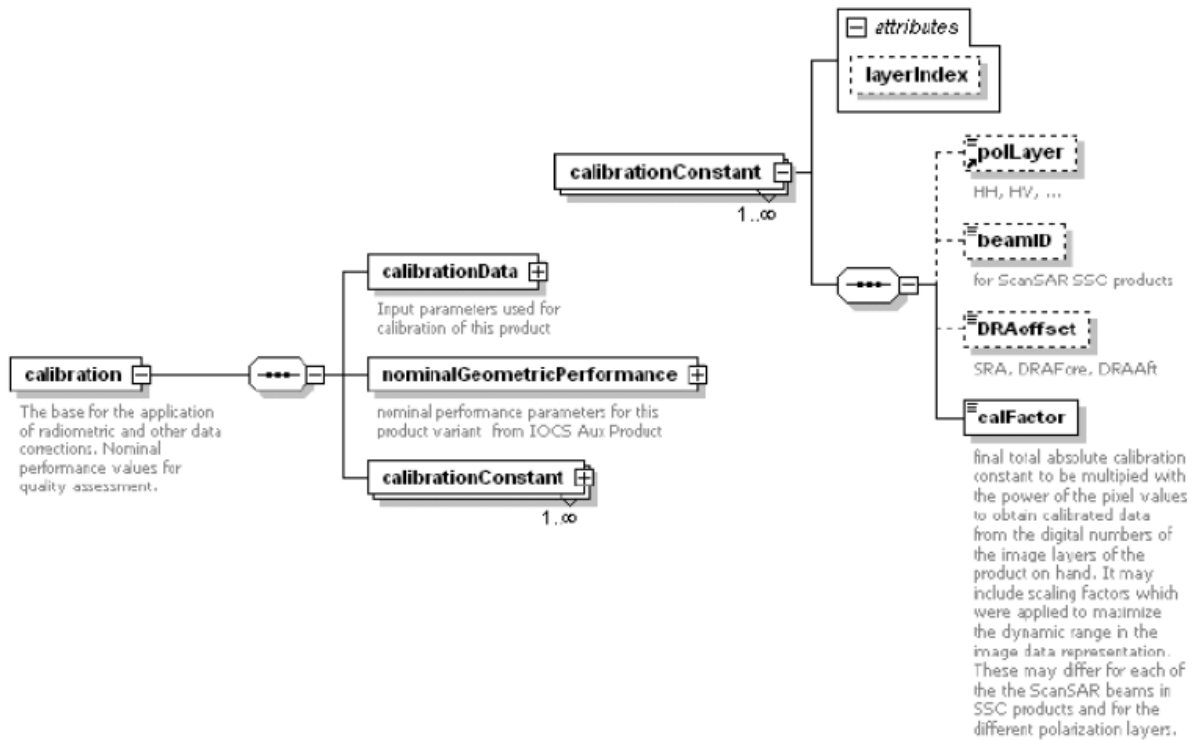 attributes
layerIndex
calibrationConstant
1..∞
polLayer
HH, HV, ...
beamID
for ScanSAR SSC products
DRAoffset
SRA, DRAFore, DRAAft
calFactor
final total absolute calibration
constant to be multipied with
the power of the pixel values
to obtain calibrated data
from the digital numbers of
the image layers of the
product on hand. It may
include scaling factors which
were applied to maximize
the dynamic range in the
image data representation.
These may differ for each of
the the ScanSAR beams in
SSC products and for the
different polarization layers.
calibration
The base for the application
of radiometric and other data
corrections. Nominal
performance values for
quality assessment.
calibrationData
Input parameters used for
calibration of this product
nominalGeometricPerformance
nominal performance parameters for this
product variant from IOCS Aux Product
calibrationConstant
1..∞